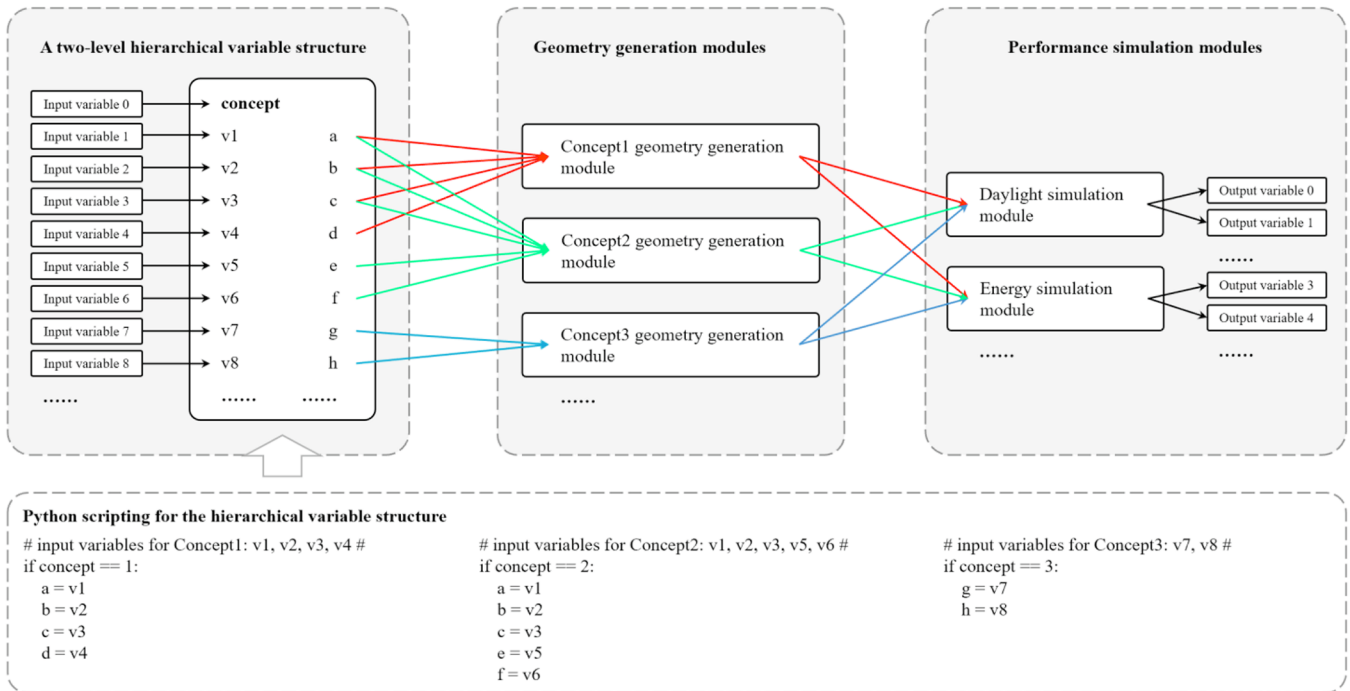 A two-level hierarchical variable structure
Input variable 0
Input variable 1
Input variable 2
Input variable 3
Input variable 4
Input variable 5
Input variable 6
Input variable 7
Input variable 8
......
concept
v1 a
v2 b
v3 c
v4 d
v5 e
v6 f
v7 g
v8 h
...... ......
Geometry generation modules
Concept1 geometry generation
module
Concept2 geometry generation
module
Concept3 geometry generation
module
......
Performance simulation modules
Daylight simulation
module
Energy simulation
module
......
Output variable 0
Output variable 1
......
Output variable 3
Output variable 4
......
Python scripting for the hierarchical variable structure
# input variables for Concept1: v1, v2, v3, v4 #
if concept == 1:
a = v1
b = v2
c = v3
d = v4
# input variables for Concept2: v1, v2, v3, v5, v6 #
if concept == 2:
a = v1
b = v2
c = v3
e = v5
f = v6
# input variables for Concept3: v7, v8 #
if concept == 3:
g = v7
h = v8